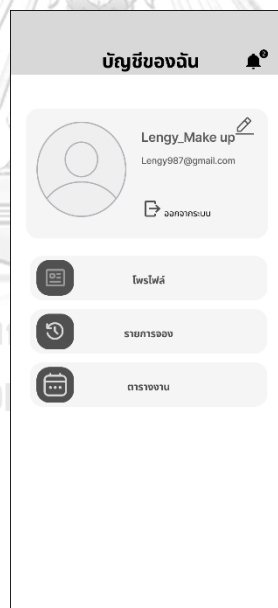 บัญชีของฉัน
Lengy_Make up
Lengy987@gmail.com
ออกจากระบบ
โพรไฟล์
รายการจอง
ตารางงาน